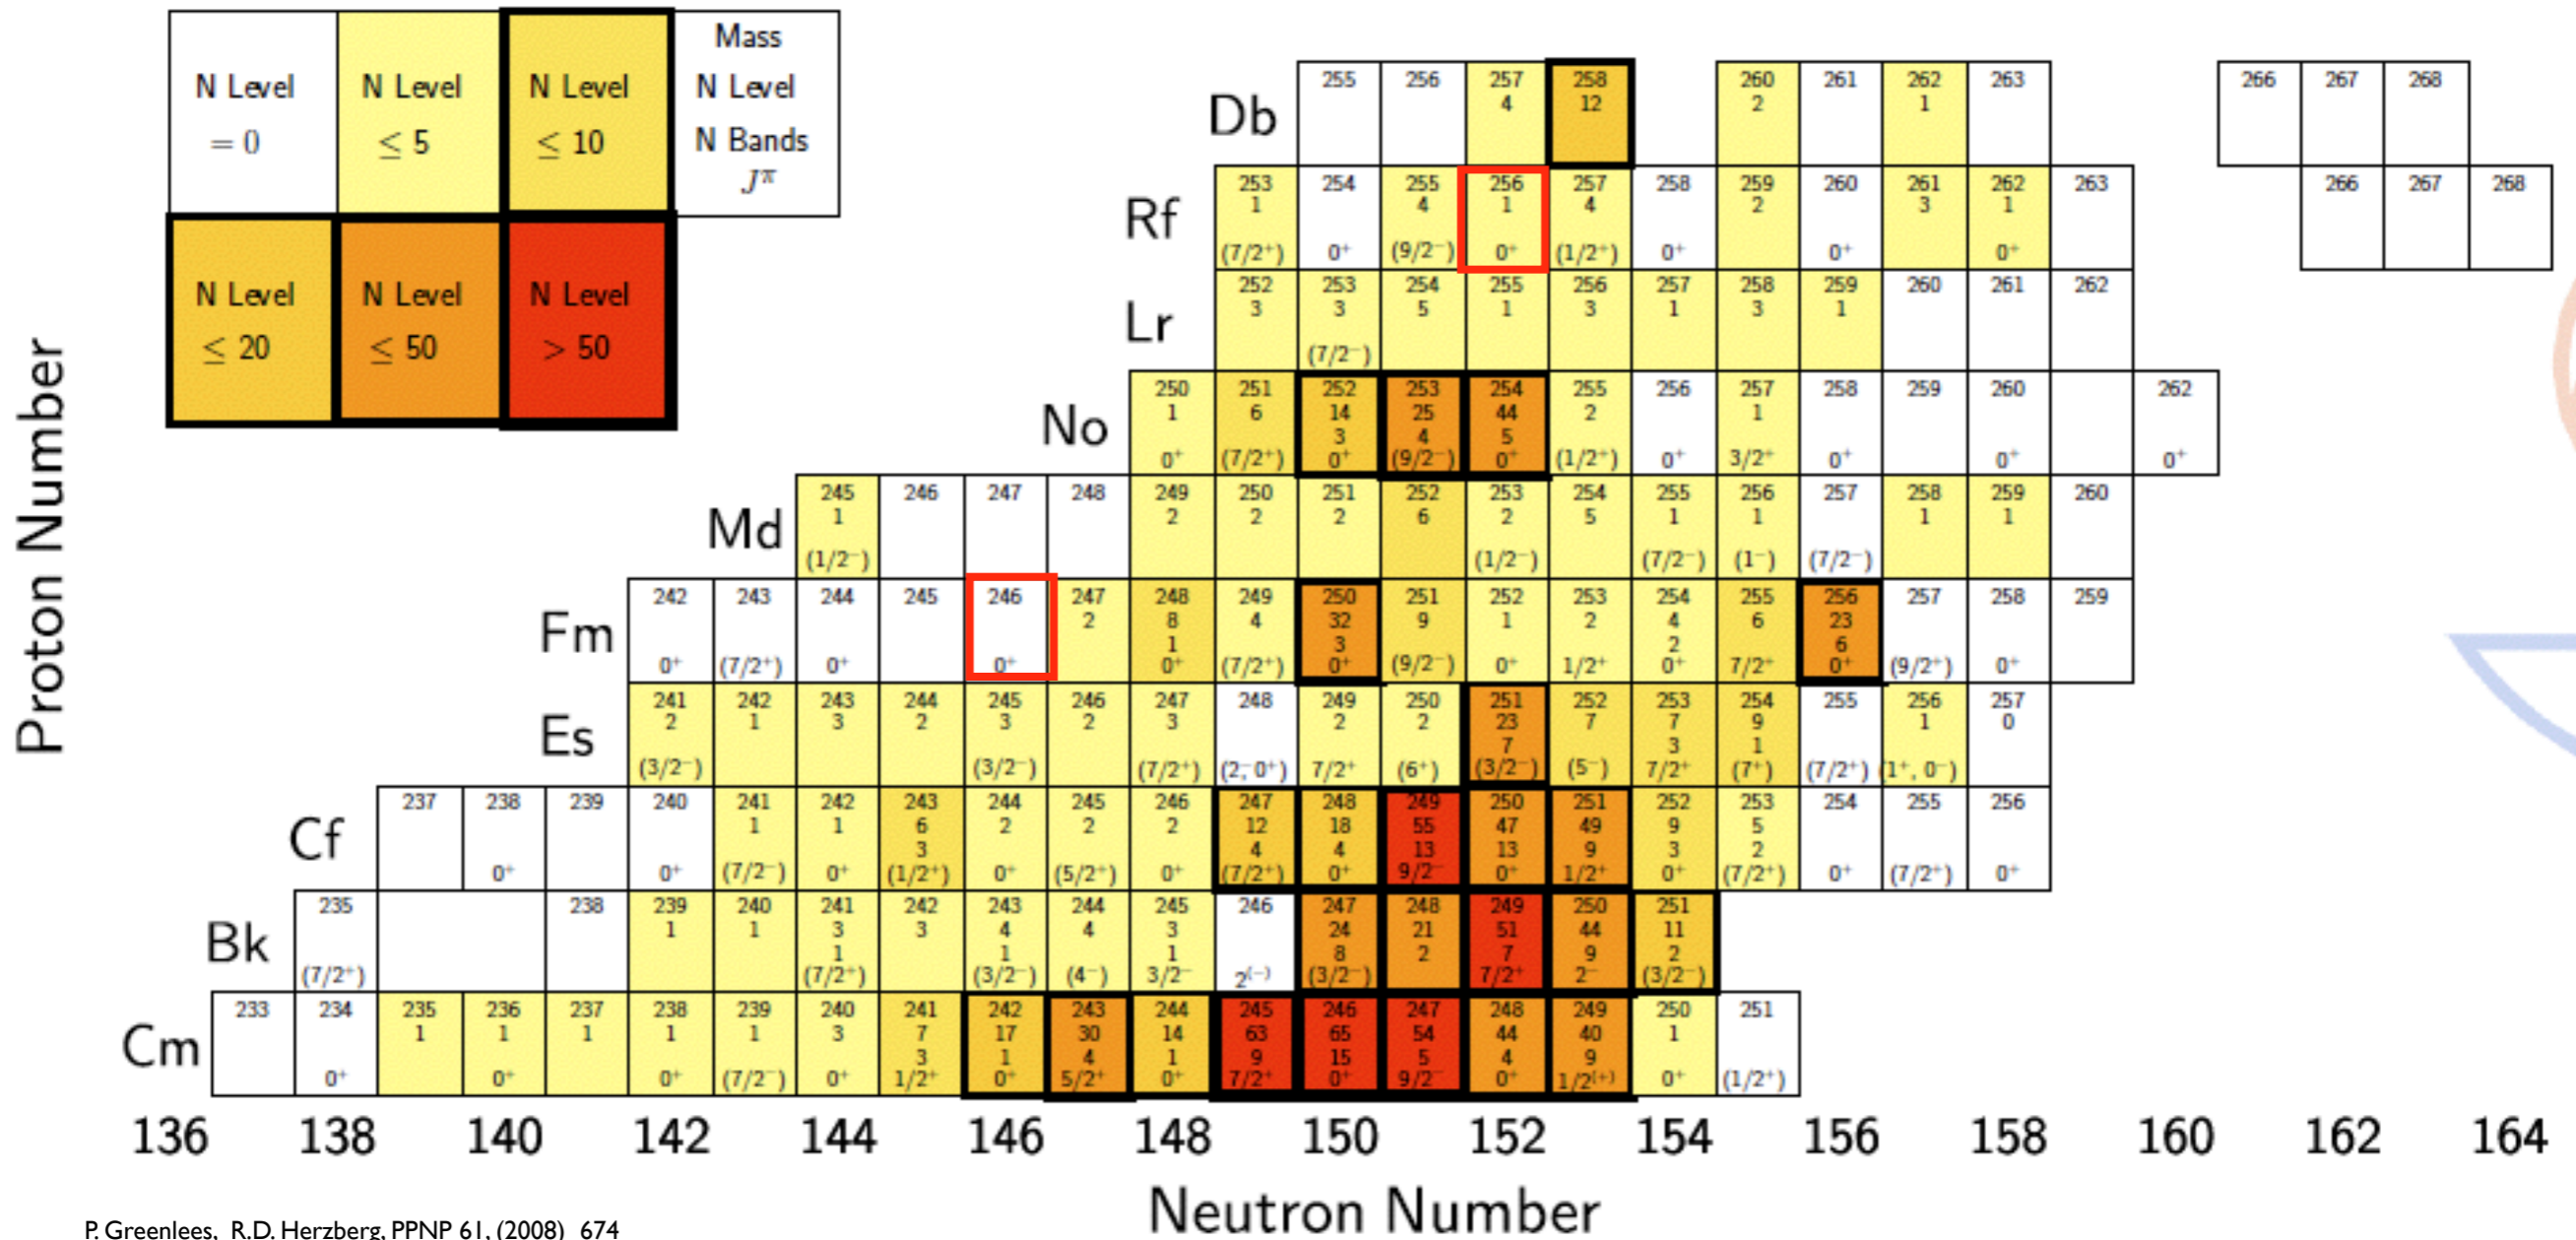 N Level = 0
N Level ≤ 5
N Level ≤ 10
Mass N Level N Bands Jπ
N Level ≤ 20
N Level ≤ 50
N Level > 50
Proton Number
Db
255
256
257 4
258 12
260 2
261
262 1
263
266
267
268
Rf
253 1 (7/2⁺)
254 0⁺
255 4 (9/2⁻)
256 1 0⁺
257 4 (1/2⁺)
258 0⁺
259 2
260 0⁺
261 3
262 1 0⁺
263
266
267
268
Lr
252 3
253 3 (7/2⁻)
254 5
255 1
256 3
257 1
258 3
259 1
260
261
262
No
250 1 0⁺
251 6 (7/2⁺)
252 14 3 0⁺
253 25 4 (9/2⁻)
254 44 5 0⁺
255 2 (1/2⁺)
256 0⁺
257 1 3/2⁺
258 0⁺
259
260 0⁺
262 0⁺
Md
245 1 (1/2⁻)
246
247
248
249 2
250 2
251 2
252 6
253 2 (1/2⁻)
254 5
255 1 (7/2⁻)
256 1 (1⁻)
257 (7/2⁻)
258 1
259 1
260
Fm
242 0⁺
243 (7/2⁺)
244 0⁺
245
246 0⁺
247 2
248 8 1 0⁺
249 4 (7/2⁺)
250 32 3 0⁺
251 9 (9/2⁻)
252 1 0⁺
253 2 1/2⁺
254 4 2 0⁺
255 6 7/2⁺
256 23 6 0⁺
257 (9/2⁺)
258 0⁺
259
Es
241 2 (3/2⁻)
242 1
243 3
244 2
245 3 (3/2⁻)
246 2
247 3 (7/2⁺)
248 (2⁻, 0⁺)
249 2 7/2⁺
250 2 (6⁺)
251 23 7 (3/2⁻)
252 7 (5⁻)
253 7 3 7/2⁺
254 9 1 (7⁺)
255 (7/2⁺)
256 1 (1⁺, 0⁻)
257 0
Cf
237
238 0⁺
239
240 0⁺
241 1 (7/2⁻)
242 1 0⁺
243 6 3 (1/2⁺)
244 2 0⁺
245 2 (5/2⁺)
246 2 0⁺
247 12 4 (7/2⁺)
248 18 4 0⁺
249 55 13 9/2⁻
250 47 13 0⁺
251 49 9 1/2⁺
252 9 3 0⁺
253 5 2 (7/2⁺)
254 0⁺
255 (7/2⁺)
256 0⁺
Bk
235 (7/2⁺)
238
239 1
240 1
241 3 1 (7/2⁺)
242 3
243 4 1 (3/2⁻)
244 4 (4⁻)
245 3 1 3/2⁻
246 2⁽⁻⁾
247 24 8 (3/2⁻)
248 21 2
249 51 7 7/2⁺
250 44 9 2⁻
251 11 2 (3/2⁻)
Cm
233
234 0⁺
235 1
236 1 0⁺
237 1
238 1 0⁺
239 1 (7/2⁻)
240 3 0⁺
241 7 3 1/2⁺
242 17 1 0⁺
243 30 4 5/2⁺
244 14 1 0⁺
245 63 9 7/2⁺
246 65 15 0⁺
247 54 5 9/2⁻
248 44 4 0⁺
249 40 9 1/2⁽⁺⁾
250 1 0⁺
251 (1/2⁺)
136 138 140 142 144 146 148 150 152 154 156 158 160 162 164
Neutron Number
P. Greenlees, R.D. Herzberg, PPNP 61, (2008) 674